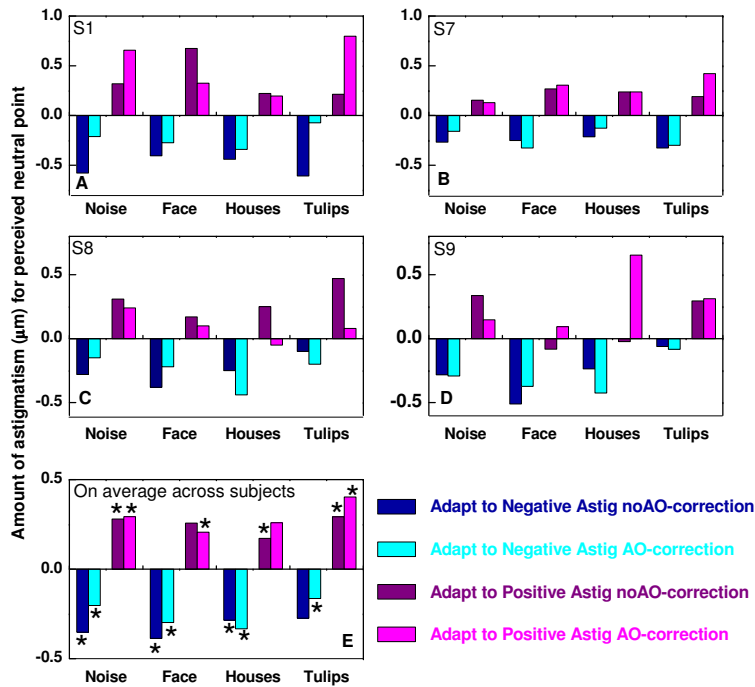 Amount of astigmatism (μm) for perceived neutral point
1.0
0.5
0.0
-0.5
S1
A
Noise Face Houses Tulips
1.0
0.5
0.0
-0.5
S7
B
Noise Face Houses Tulips
0.5
0.0
-0.5
S8
C
Noise Face Houses Tulips
0.5
0.0
-0.5
S9
D
Noise Face Houses Tulips
0.5
0.0
-0.5
On average across subjects
* * * * * *
* * * * * * *
E
Noise Face Houses Tulips
Adapt to Negative Astig noAO-correction
Adapt to Negative Astig AO-correction
Adapt to Positive Astig noAO-correction
Adapt to Positive Astig AO-correction